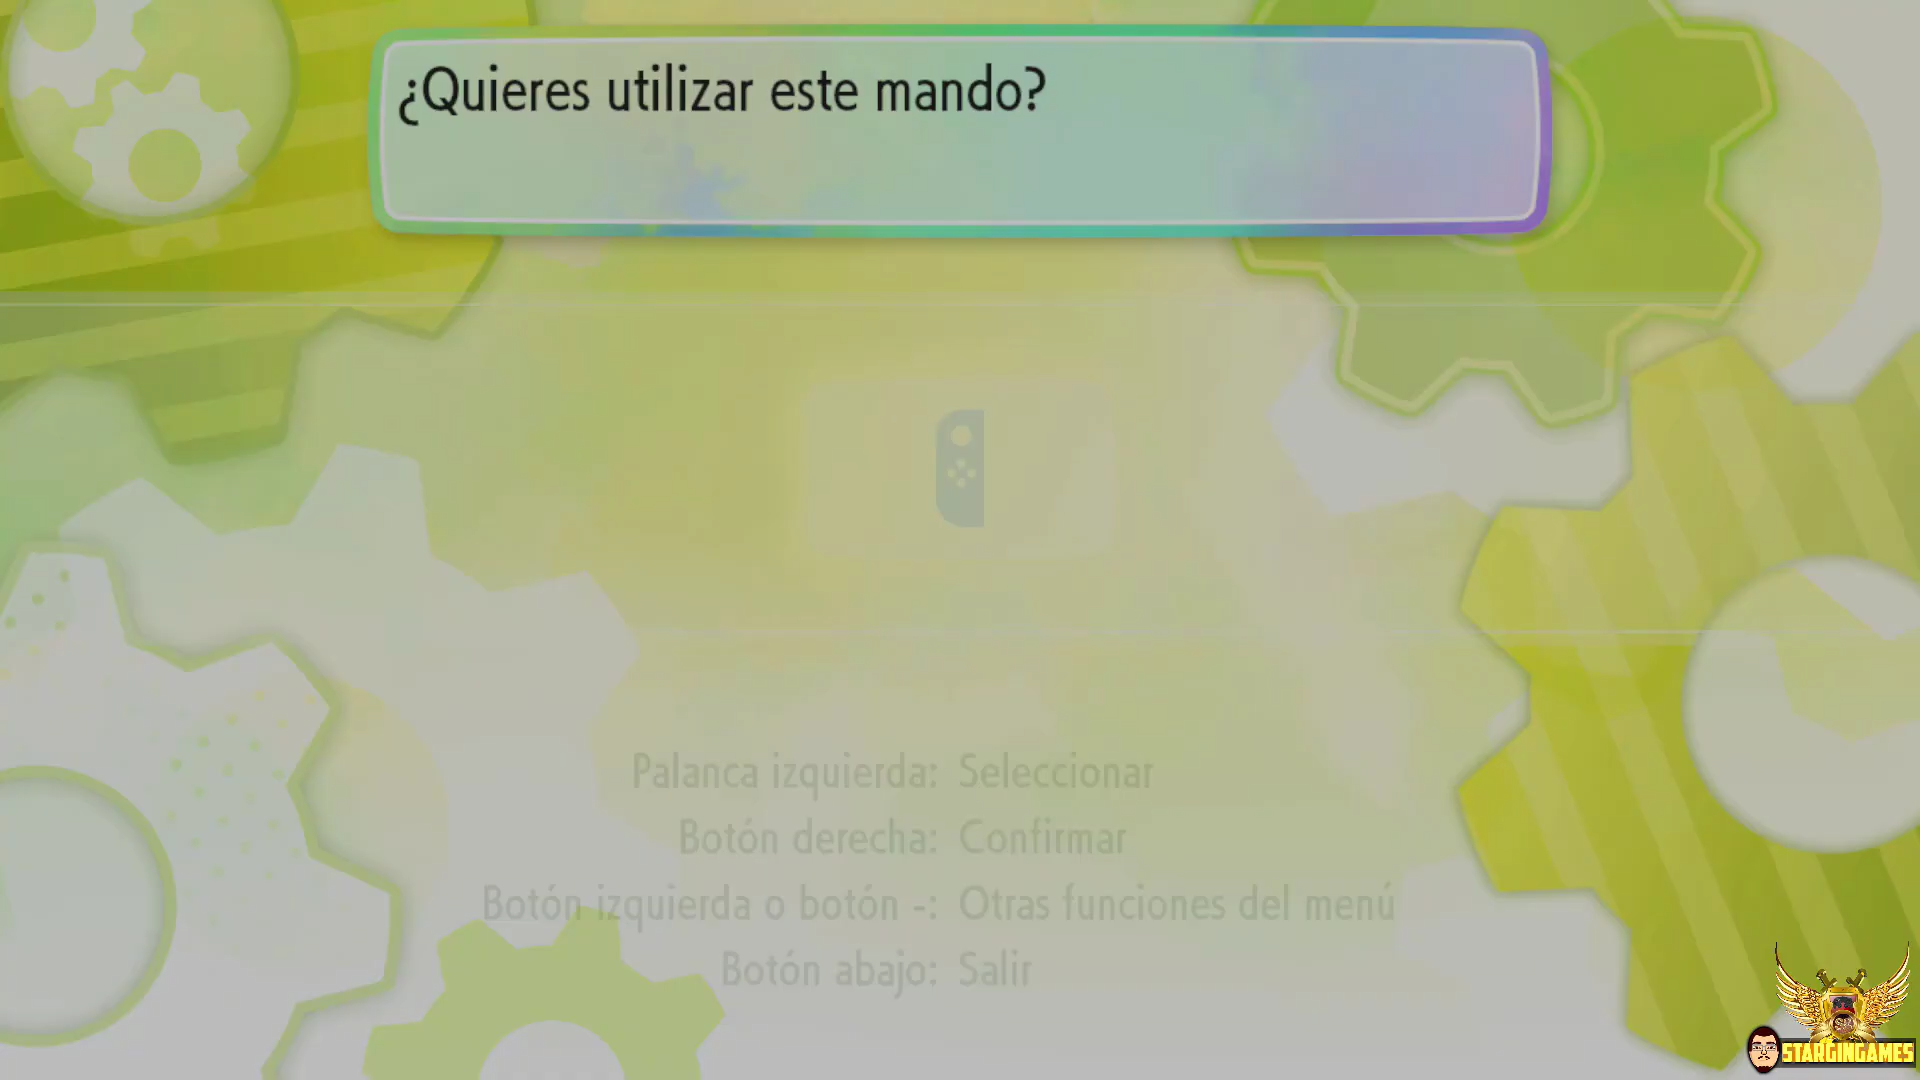 ¿Quieres utilizar este mando?
Palanca izquierda: Seleccionar
Botón derecha: Confirmar
Botón izquierda o botón -: Otras funciones del menú
Botón abajo: Salir
STARGINGAMES